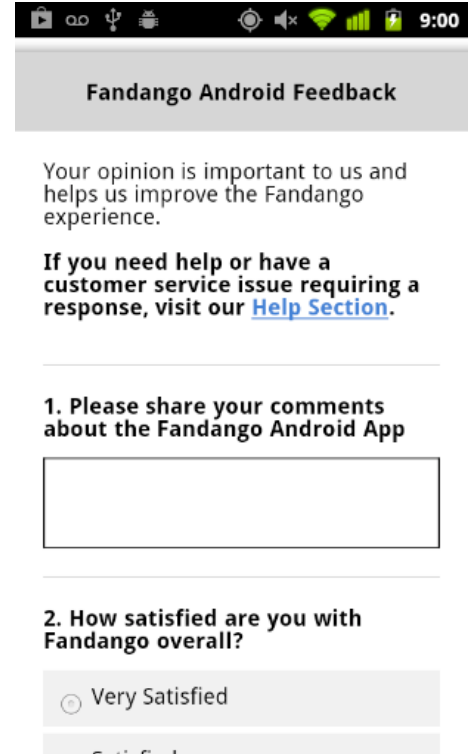 9:00
Fandango Android Feedback
Your opinion is important to us and
helps us improve the Fandango
experience.
If you need help or have a
customer service issue requiring a
response, visit our Help Section.
1. Please share your comments
about the Fandango Android App
2. How satisfied are you with
Fandango overall?
Very Satisfied
Satisfied